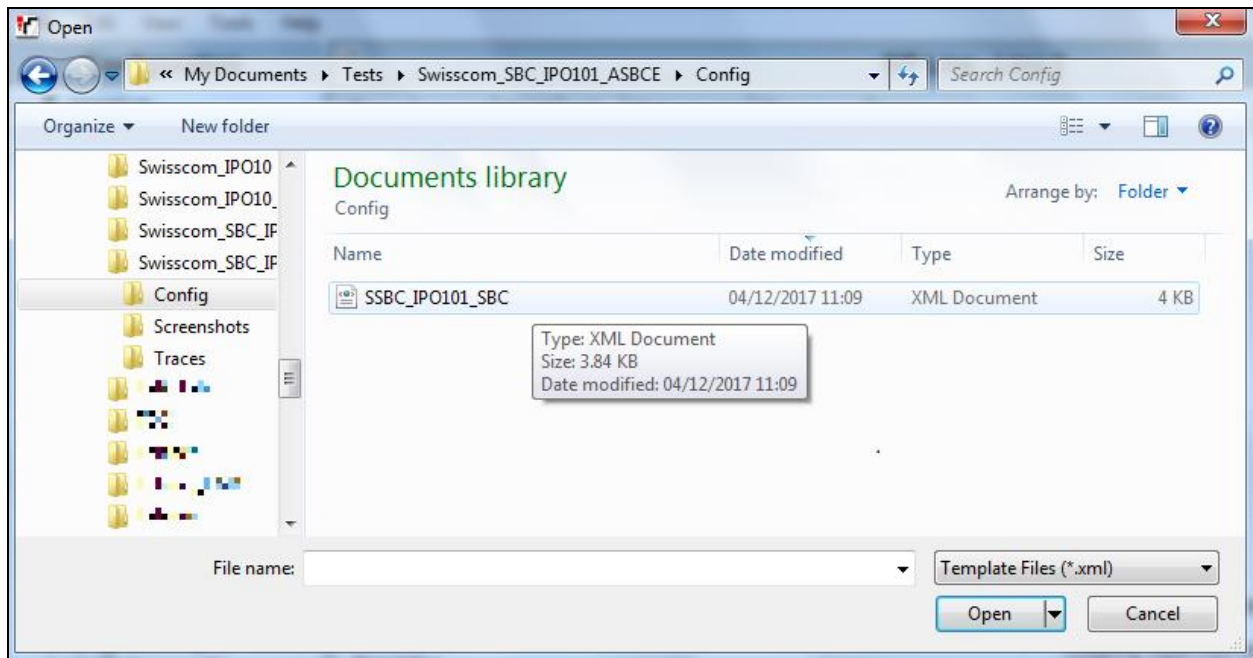 Open
« My Documents ▸ Tests ▸ Swisscom_SBC_IPO101_ASBCE ▸ Config
Search Config
Organize ▾ New folder
Swisscom_IPO10
Swisscom_IPO10_
Swisscom_SBC_IP
Swisscom_SBC_IP
Config
Screenshots
Traces
Documents library
Config
Arrange by: Folder ▾
Name Date modified Type Size
SSBC_IPO101_SBC 04/12/2017 11:09 XML Document 4 KB
Type: XML Document
Size: 3.84 KB
Date modified: 04/12/2017 11:09
File name:
Template Files (*.xml)
Open Cancel